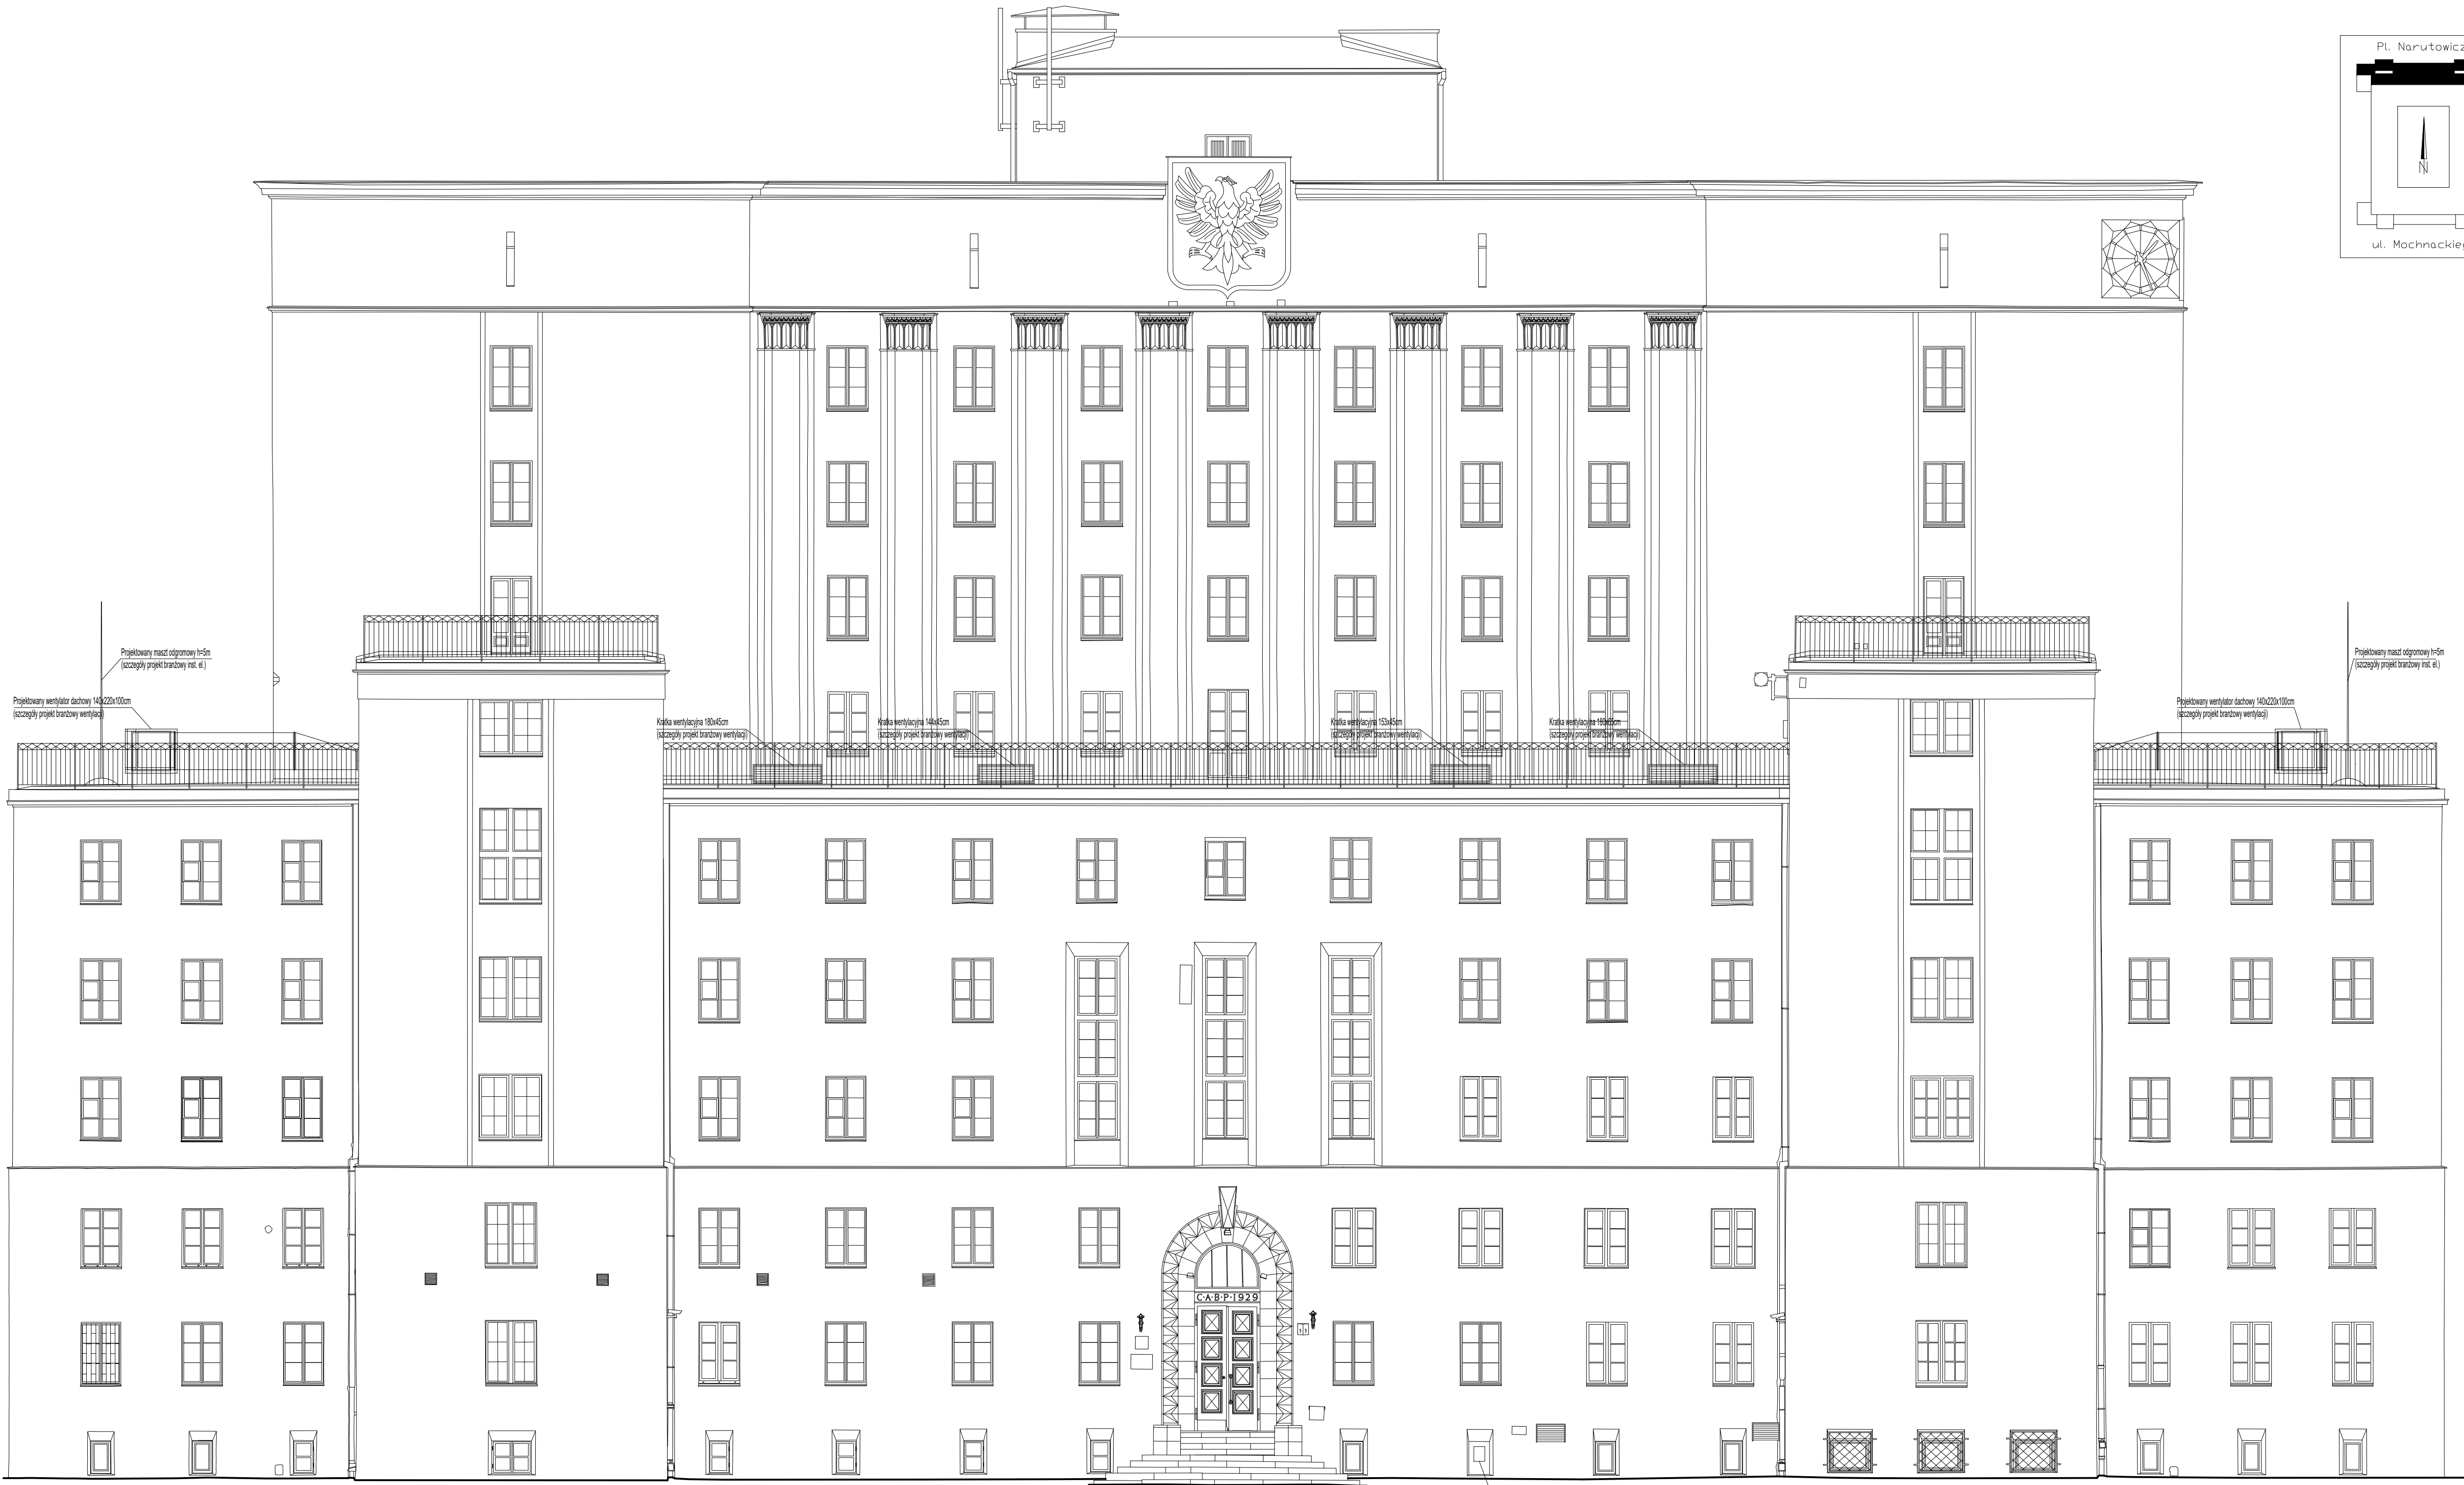 Pl. Narutowicz
N
ul. Mochnackieg
Projektowany maszt odgromowy h=5m
(szczegóły projekt branżowy inst. el.)
Projektowany maszt odgromowy h=5m
(szczegóły projekt branżowy inst. el.)
Projektowany wentylator dachowy 140x220x100cm
(szczegóły projekt branżowy wentylacji)
Projektowany wentylator dachowy 140x220x100cm
(szczegóły projekt branżowy wentylacji)
Kratka wentylacyjna 180x45cm
(szczegóły projekt branżowy wentylacji)
Kratka wentylacyjna 144x45cm
(szczegóły projekt branżowy wentylacji)
Kratka wentylacyjna 153x45cm
(szczegóły projekt branżowy wentylacji)
Kratka wentylacyjna
(szczegóły projekt branżowy wentylacji)
C·A·B·P·1929